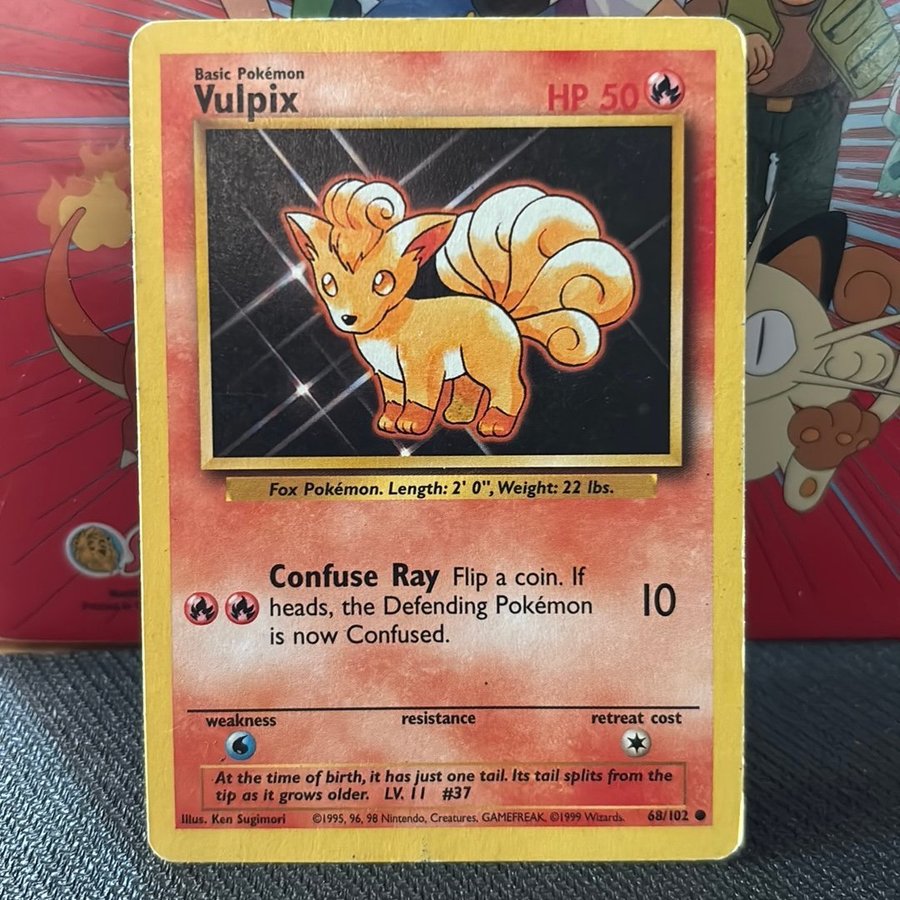 Basic Pokémon
Vulpix HP 50
Fox Pokémon. Length: 2' 0", Weight: 22 lbs.
Confuse Ray Flip a coin. If
heads, the Defending Pokémon 10
is now Confused.
weakness resistance retreat cost
At the time of birth, it has just one tail. Its tail splits from the
tip as it grows older. LV. 11 #37
Illus. Ken Sugimori ©1995, 96, 98 Nintendo, Creatures, GAMEFREAK. ©1999 Wizards. 68/102